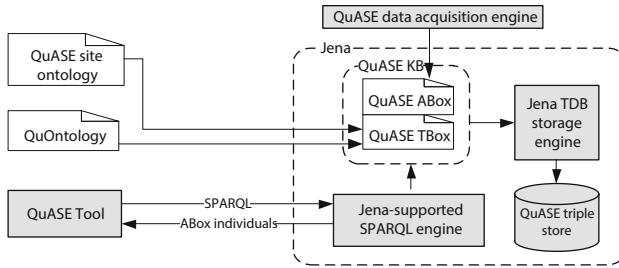 QuASE data acquisition engine
Jena
QuASE site
ontology
QuASE KB
QuASE ABox
QuASE TBox
Jena TDB
storage
engine
QuOntology
QuASE Tool
SPARQL
ABox individuals
Jena-supported
SPARQL engine
QuASE triple
store